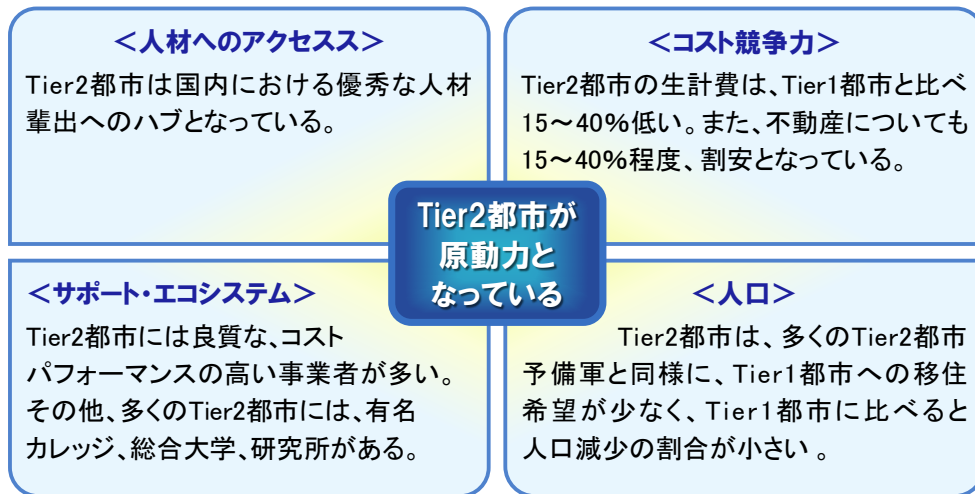 ＜人材へのアクセスス＞
Tier2都市は国内における優秀な人材
輩出へのハブとなっている。
＜コスト競争力＞
Tier2都市の生計費は、Tier1都市と比べ
15～40%低い。また、不動産についても
15～40%程度、割安となっている。
Tier2都市が
原動力と
なっている
＜サポート・エコシステム＞
Tier2都市には良質な、コスト
パフォーマンスの高い事業者が多い。
その他、多くのTier2都市には、有名
カレッジ、総合大学、研究所がある。
＜人口＞
Tier2都市は、多くのTier2都市
予備軍と同様に、Tier1都市への移住
希望が少なく、Tier1都市に比べると
人口減少の割合が小さい 。